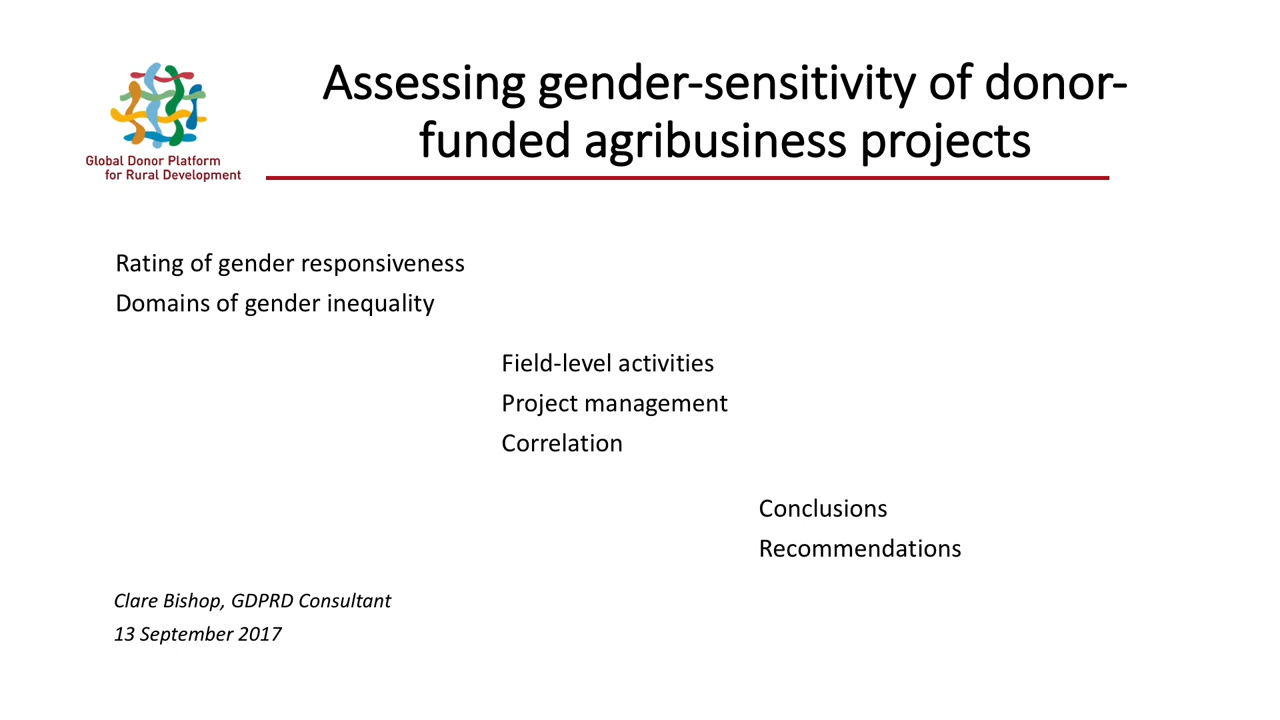 Assessing gender-sensitivity of donor-
funded agribusiness projects
Global Donor Platform
for Rural Development
Rating of gender responsiveness
Domains of gender inequality
Field-level activities
Project management
Correlation
Conclusions
Recommendations
Clare Bishop, GDPRD Consultant
13 September 2017